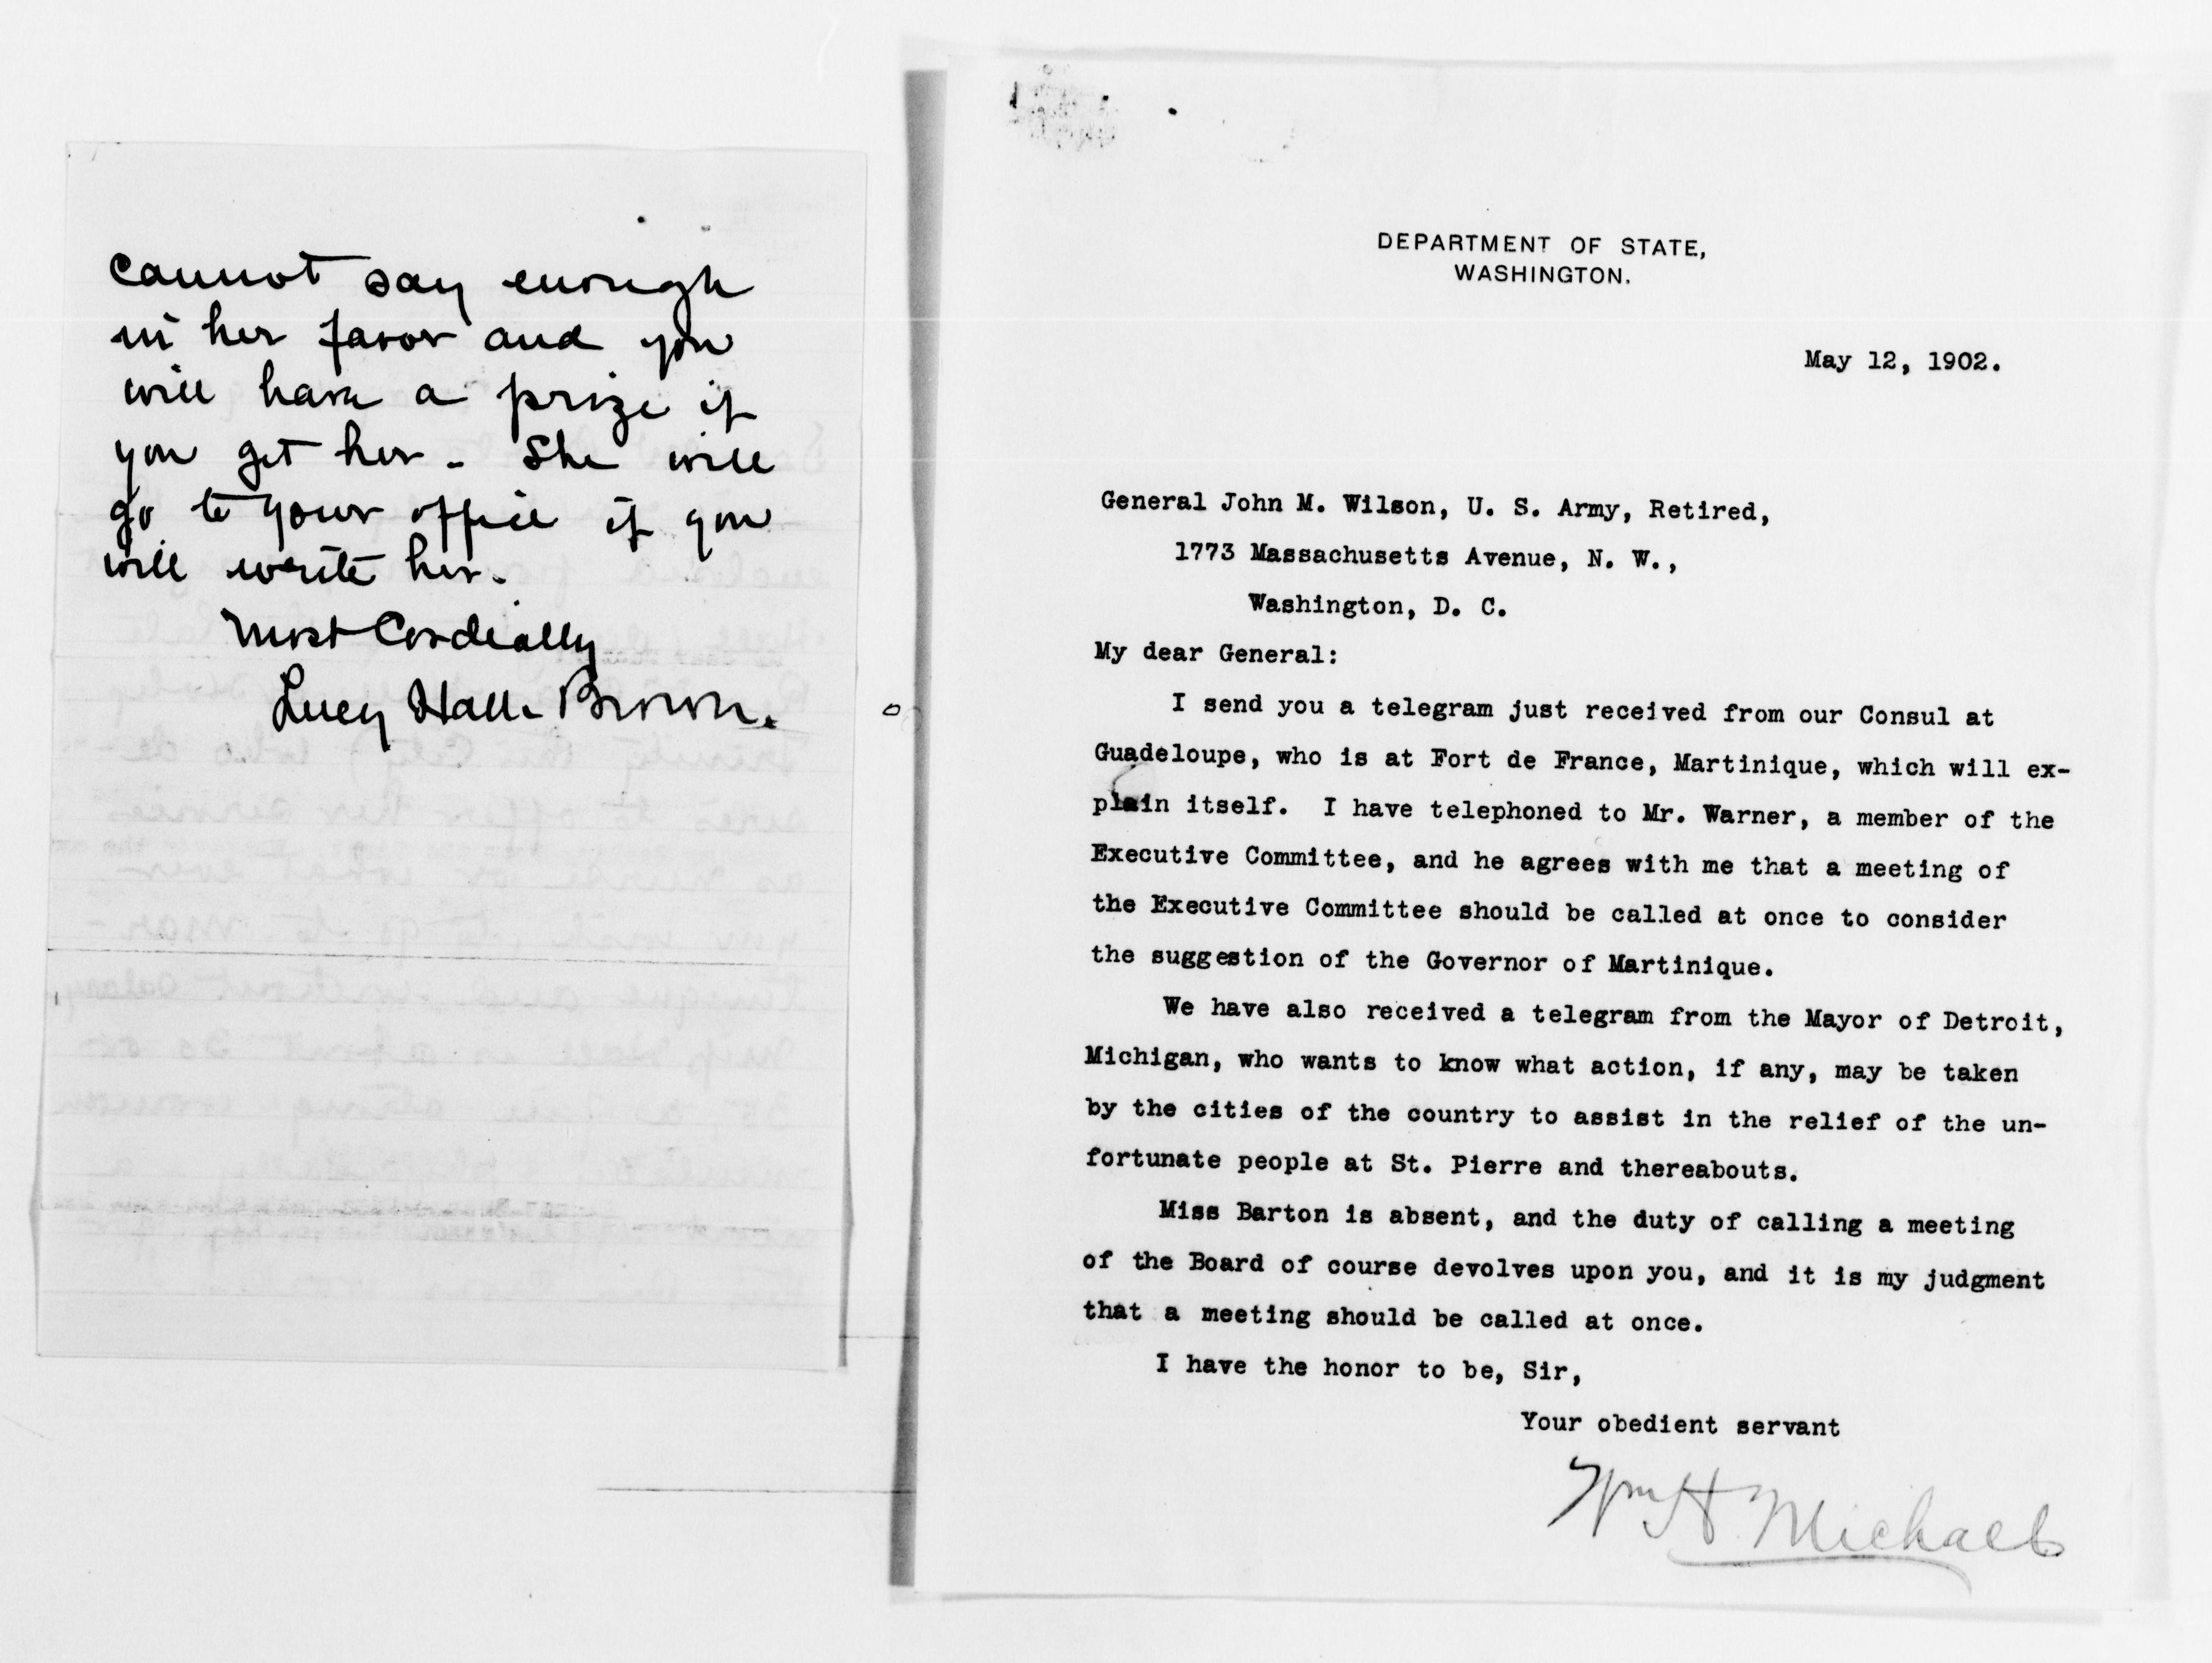 cannot say enough
in her favor and you
will have a prize if
you get her - She will
go to your office if you
will write her.
Most Cordially
Lucy Hall-Brown.
DEPARTMENT OF STATE,
WASHINGTON.
May 12, 1902.
General John M. Wilson, U. S. Army, Retired,
1773 Massachusetts Avenue, N. W.,
Washington, D. C.
My dear General:
I send you a telegram just received from our Consul at
Guadeloupe, who is at Fort de France, Martinique, which will ex-
plain itself. I have telephoned to Mr. Warner, a member of the
Executive Committee, and he agrees with me that a meeting of
the Executive Committee should be called at once to consider
the suggestion of the Governor of Martinique.
We have also received a telegram from the Mayor of Detroit,
Michigan, who wants to know what action, if any, may be taken
by the cities of the country to assist in the relief of the un-
fortunate people at St. Pierre and thereabouts.
Miss Barton is absent, and the duty of calling a meeting
of the Board of course devolves upon you, and it is my judgment
that a meeting should be called at once.
I have the honor to be, Sir,
Your obedient servant
Wm H Michael